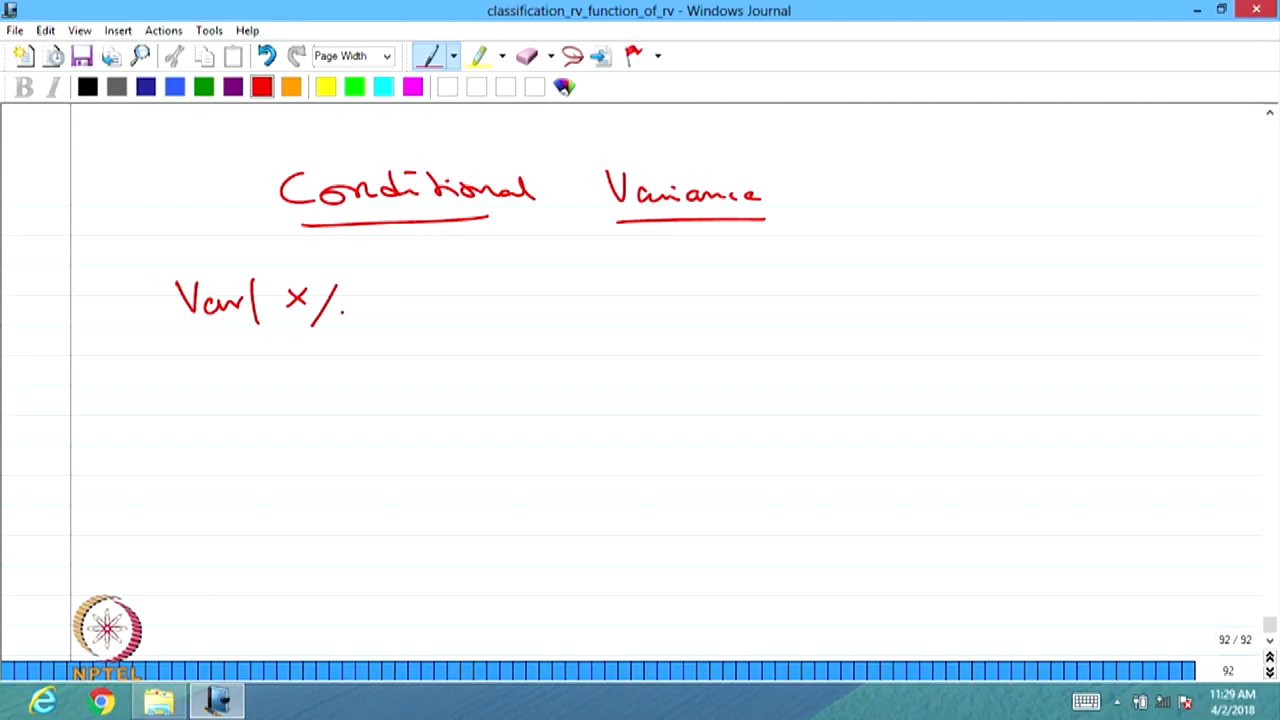 classification_rv_function_of_rv - Windows Journal
File Edit View Insert Actions Tools Help
Page Width
B I
Conditional Variance
Var( X/
92 / 92
92
NPTEL
11:29 AM
4/2/2018